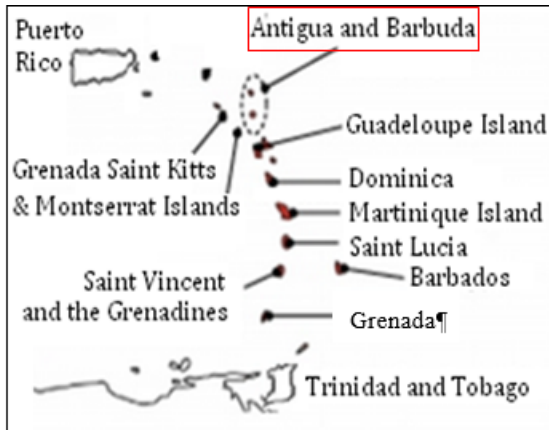 Puerto
Rico
Antigua and Barbuda
Guadeloupe Island
Grenada Saint Kitts
& Montserrat Islands
Dominica
Martinique Island
Saint Lucia
Saint Vincent
and the Grenadines
Barbados
Grenada¶
Trinidad and Tobago